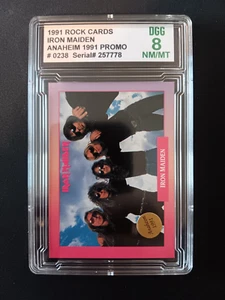 1991 ROCK CARDS
IRON MAIDEN
ANAHEIM 1991 PROMO
# 0238 Serial# 257778
DGG
8
NM/MT
IRON MAIDEN